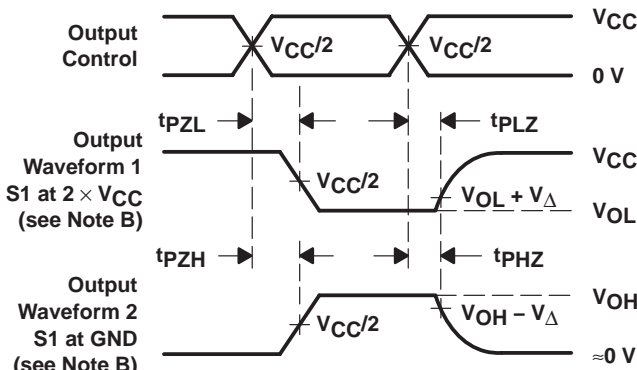 Output
Control
VCC/2
VCC/2
VCC
0 V
tPZL
tPLZ
Output
Waveform 1
S1 at 2 × VCC
(see Note B)
VCC/2
VCC
VOL + VΔ
VOL
tPZH
tPHZ
Output
Waveform 2
S1 at GND
(see Note B)
VCC/2
VOH
VOH − VΔ
≈0 V